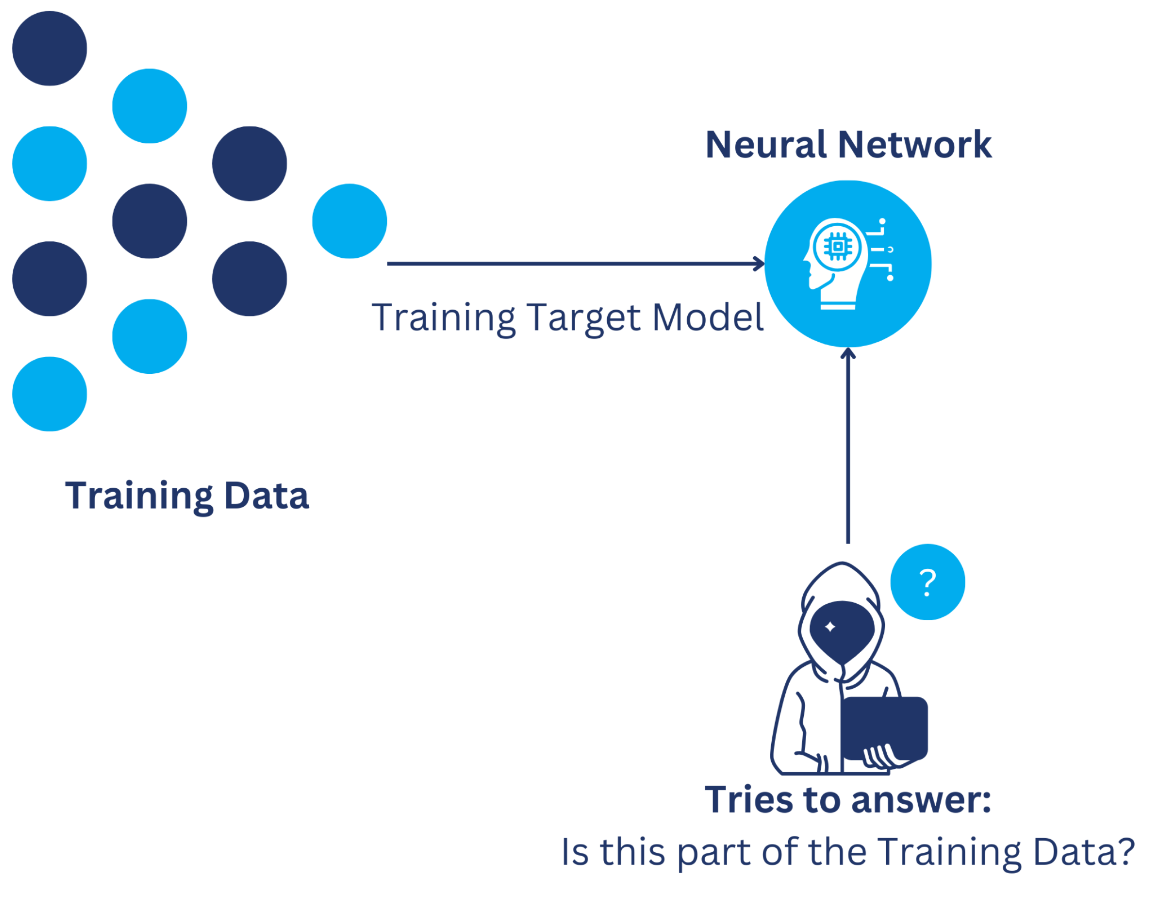 Neural Network
Training Target Model
Training Data
?
Tries to answer:
Is this part of the Training Data?